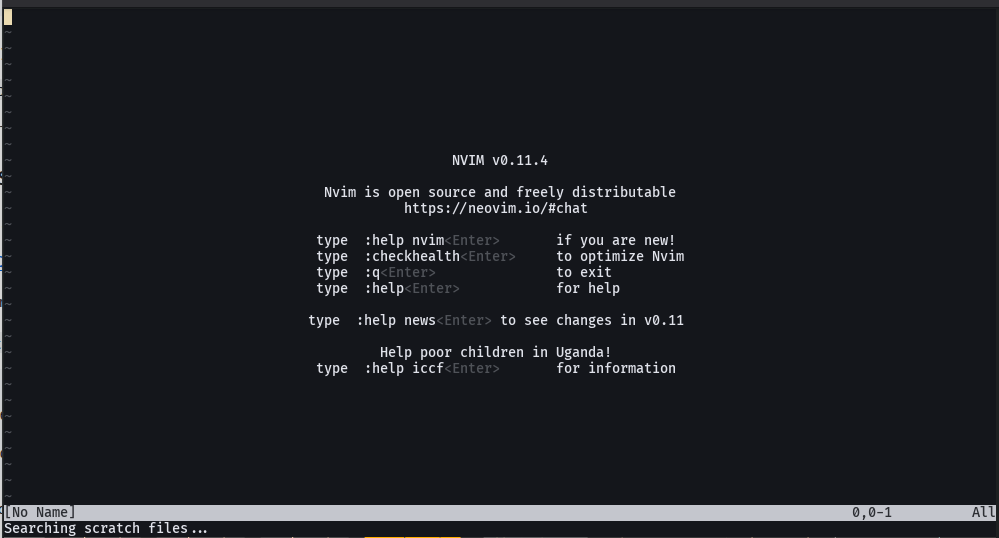 ~
~
~
~
~
~
~
~
NVIM v0.11.4
~
~
Nvim is open source and freely distributable
~
https://neovim.io/#chat
~
~
type :help nvim<Enter> if you are new!
~
type :checkhealth<Enter> to optimize Nvim
~
type :q<Enter> to exit
~
type :help<Enter> for help
~
~
type :help news<Enter> to see changes in v0.11
~
~
Help poor children in Uganda!
~
type :help iccf<Enter> for information
~
~
~
~
~
~
~
~
[No Name] 0,0-1 All
Searching scratch files...